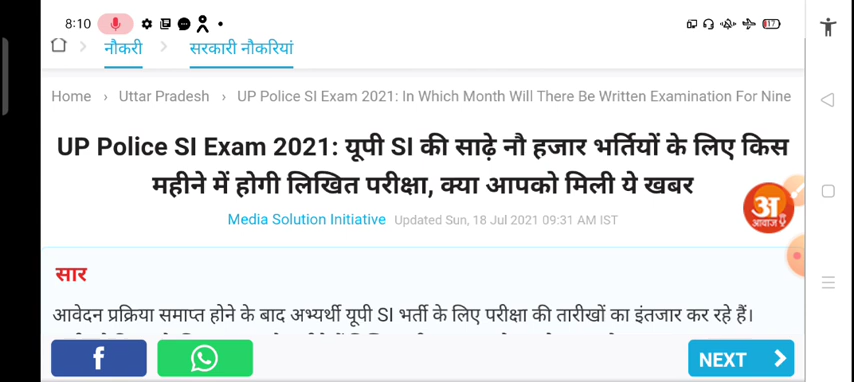 8:10
17
नौकरी
सरकारी नौकरियां
Home › Uttar Pradesh › UP Police SI Exam 2021: In Which Month Will There Be Written Examination For Nine
UP Police SI Exam 2021: यूपी SI की साढ़े नौ हजार भर्तियों के लिए किस
महीने में होगी लिखित परीक्षा, क्या आपको मिली ये खबर
Media Solution Initiative Updated Sun, 18 Jul 2021 09:31 AM IST
अ
आवाज़
सार
आवेदन प्रक्रिया समाप्त होने के बाद अभ्यर्थी यूपी SI भर्ती के लिए परीक्षा की तारीखों का इंतजार कर रहे हैं।
f
NEXT